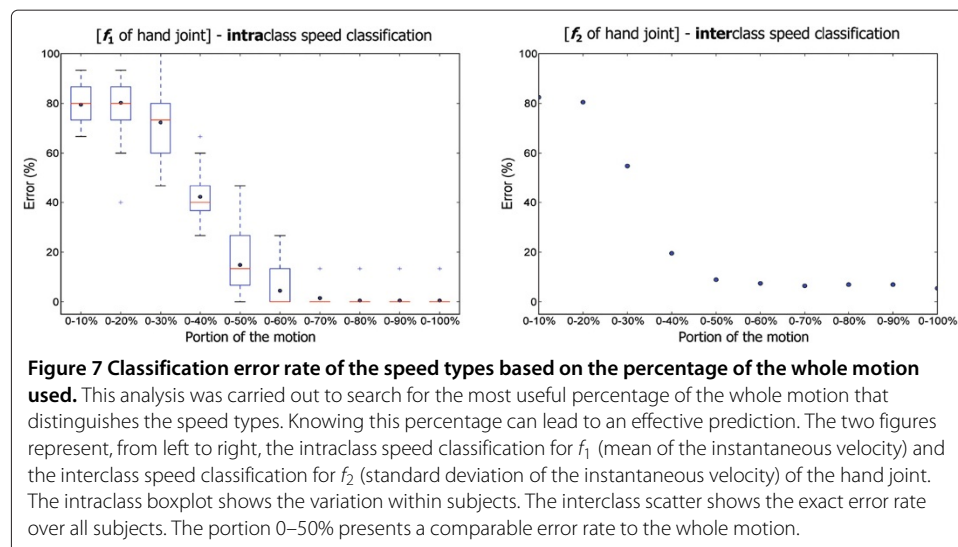 [f1 of hand joint] - intraclass speed classification
100
80
60
40
20
0
Error (%)
0-10% 0-20% 0-30% 0-40% 0-50% 0-60% 0-70% 0-80% 0-90% 0-100%
Portion of the motion
[f2 of hand joint] - interclass speed classification
100
80
60
40
20
0
Error (%)
0-10% 0-20% 0-30% 0-40% 0-50% 0-60% 0-70% 0-80% 0-90% 0-100%
Portion of the motion
Figure 7 Classification error rate of the speed types based on the percentage of the whole motion
used. This analysis was carried out to search for the most useful percentage of the whole motion that
distinguishes the speed types. Knowing this percentage can lead to an effective prediction. The two figures
represent, from left to right, the intraclass speed classification for f1 (mean of the instantaneous velocity) and
the interclass speed classification for f2 (standard deviation of the instantaneous velocity) of the hand joint.
The intraclass boxplot shows the variation within subjects. The interclass scatter shows the exact error rate
over all subjects. The portion 0–50% presents a comparable error rate to the whole motion.